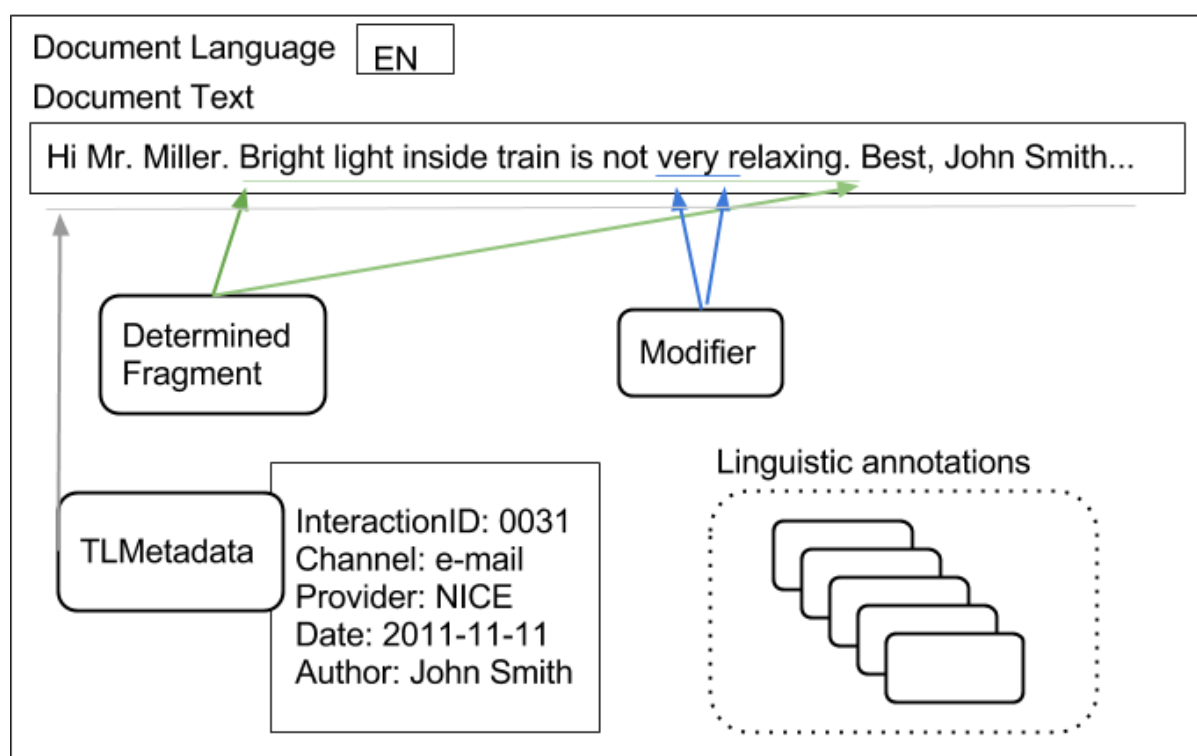 Document Language EN
Document Text
Hi Mr. Miller. Bright light inside train is not very relaxing. Best, John Smith...
Determined
Fragment
Modifier
Linguistic annotations
TLMetadata
InteractionID: 0031
Channel: e-mail
Provider: NICE
Date: 2011-11-11
Author: John Smith